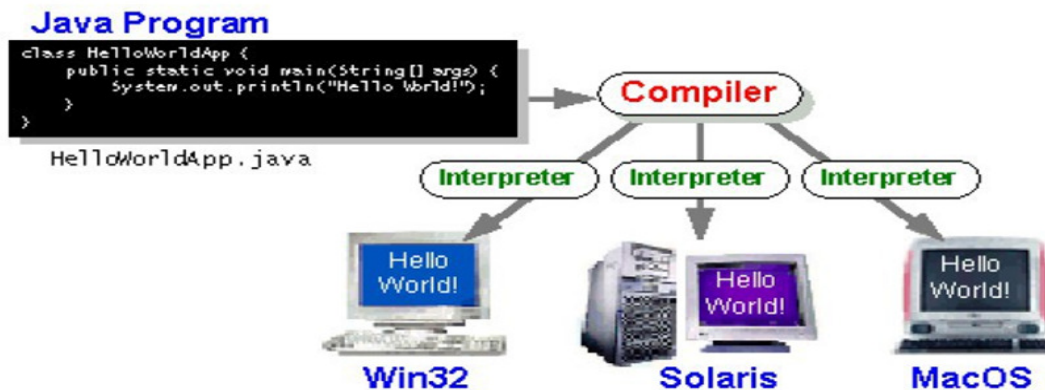 Java Program
class HelloWorldApp {
public static void main(String[] args) {
System.out.println("Hello World!");
}
}
HelloWorldApp.java
Compiler
Interpreter
Interpreter
Interpreter
Hello
World!
Hello
World!
Hello
World!
Win32
Solaris
MacOS